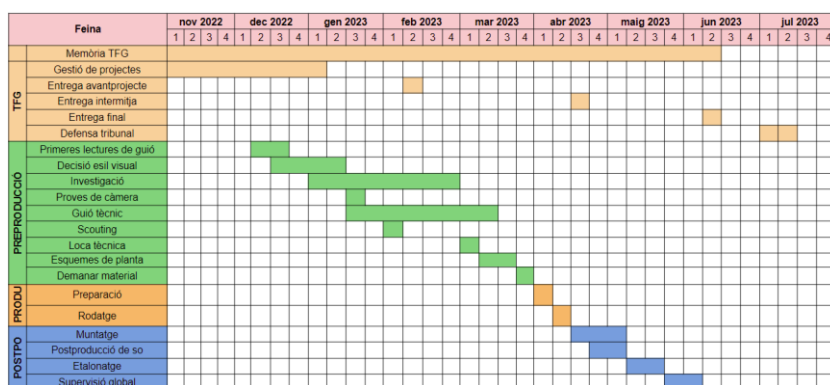 Feina nov 2022 dec 2022 gen 2023 feb 2023 mar 2023 abr 2023 maig 2023 jun 2023 jul 2023
1 2 3 4 1 2 3 4 1 2 3 4 1 2 3 4 1 2 3 4 1 2 3 4 1 2 3 4 1 2 3 4 1 2 3 4
TFG
Memòria TFG
Gestió de projectes
Entrega avantprojecte
Entrega intermitja
Entrega final
Defensa tribunal
PREPRODUCCIÓ
Primeres lectures de guió
Decisió esil visual
Investigació
Proves de càmera
Guió tècnic
Scouting
Loca tècnica
Esquemes de planta
Demanar material
PRODU
Preparació
Rodatge
POSTPO
Muntatge
Postproducció de so
Etalonatge
Supervisió global